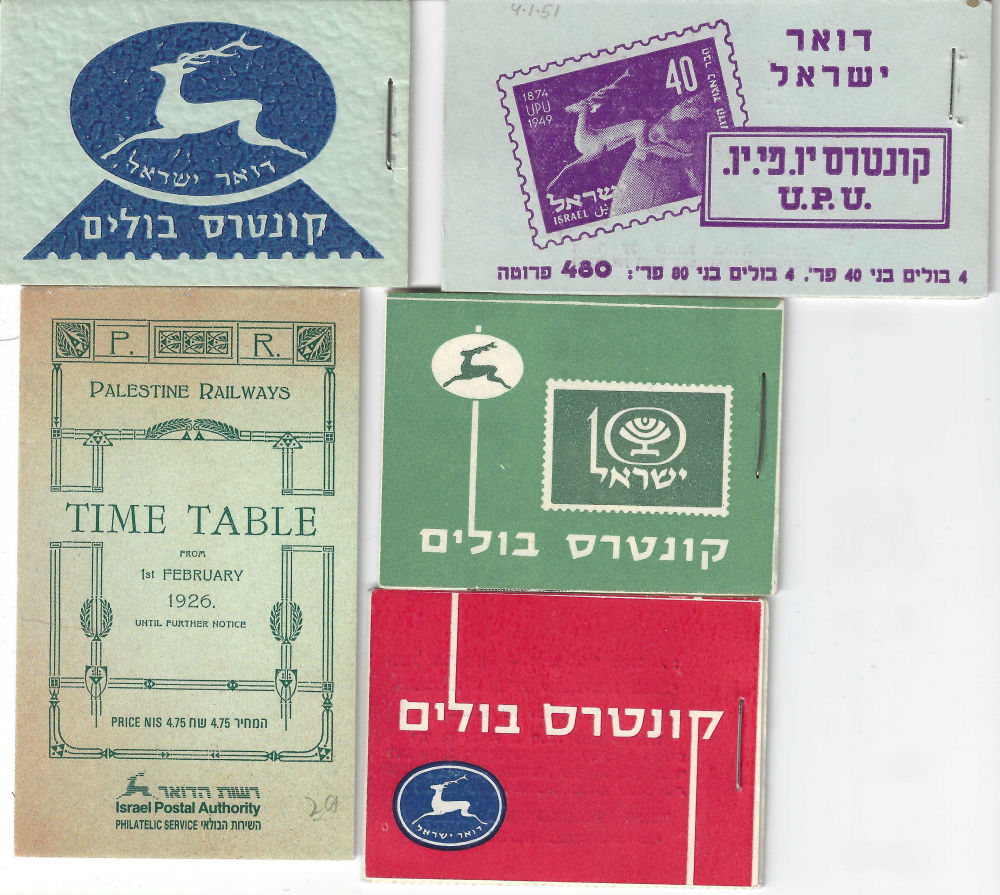 דואר ישראל
קונטרס בולים
4.1.51
דואר
ישראל
1874
UPU
1949
40
ישראל
ISRAEL
קונטרס יו. פי. יו.
U.P.U.
4 בולים בני 40 פר'. 4 בולים בני 80 פר': 480 פרוטה
P. R.
PALESTINE RAILWAYS
TIME TABLE
FROM
1st FEBRUARY
1926.
UNTIL FURTHER NOTICE
PRICE NIS 4.75 המחיר 4.75 שח
רשות הדואר
Israel Postal Authority
PHILATELIC SERVICE השירות הבולאי
10
ישראל
קונטרס בולים
קונטרס בולים
דואר ישראל